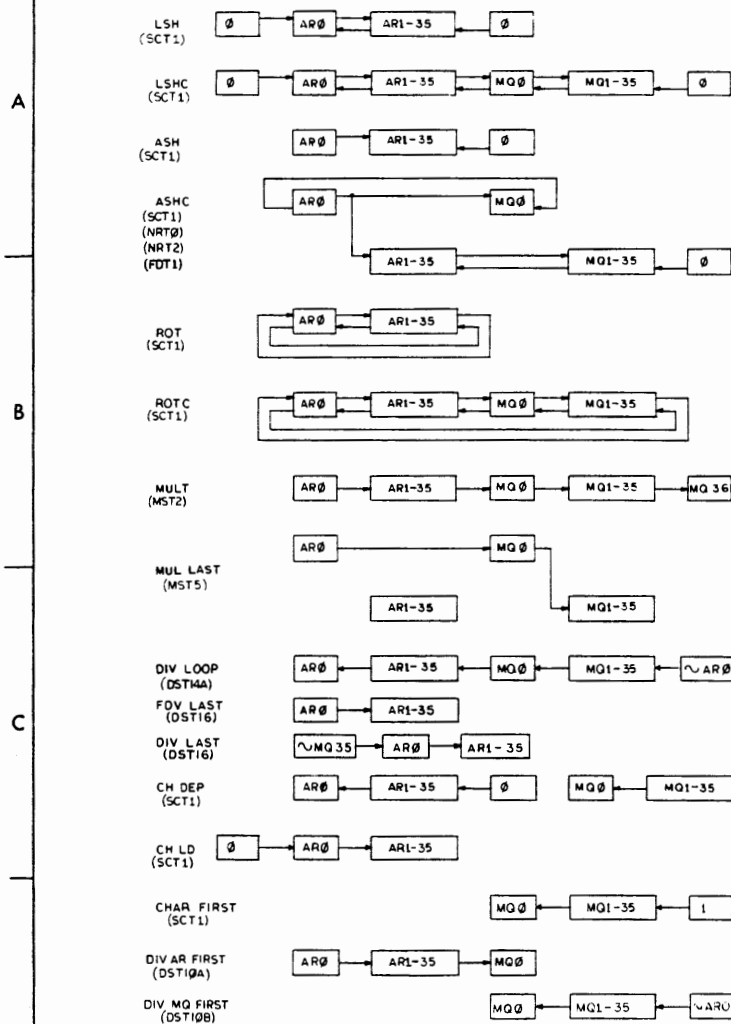 LSH
(SCT1)
Ø ARØ AR1-35 Ø
A
LSHC
(SCT1)
Ø ARØ AR1-35 MQØ MQ1-35 Ø
ASH
(SCT1)
ARØ AR1-35 Ø
ASHC
(SCT1)
(NRTØ)
(NRT2)
(FDT1)
ARØ MQØ
AR1-35 MQ1-35 Ø
ROT
(SCT1)
ARØ AR1-35
B
ROTC
(SCT1)
ARØ AR1-35 MQØ MQ1-35
MULT
(MST2)
ARØ AR1-35 MQØ MQ1-35 MQ36
MUL LAST
(MST5)
ARØ MQØ
AR1-35 MQ1-35
C
DIV LOOP
(DST14A)
ARØ AR1-35 MQØ MQ1-35 ~ARØ
FDV LAST
(DST16)
ARØ AR1-35
DIV LAST
(DST16)
~MQ35 ARØ AR1-35
CH DEP
(SCT1)
ARØ AR1-35 Ø MQØ MQ1-35
CH LD
(SCT1)
Ø ARØ AR1-35
CHAR FIRST
(SCT1)
MQØ MQ1-35 1
DIV AR FIRST
(DST1ØA)
ARØ AR1-35 MQØ
DIV MQ FIRST
(DST1ØB)
MQØ MQ1-35 ~ARO